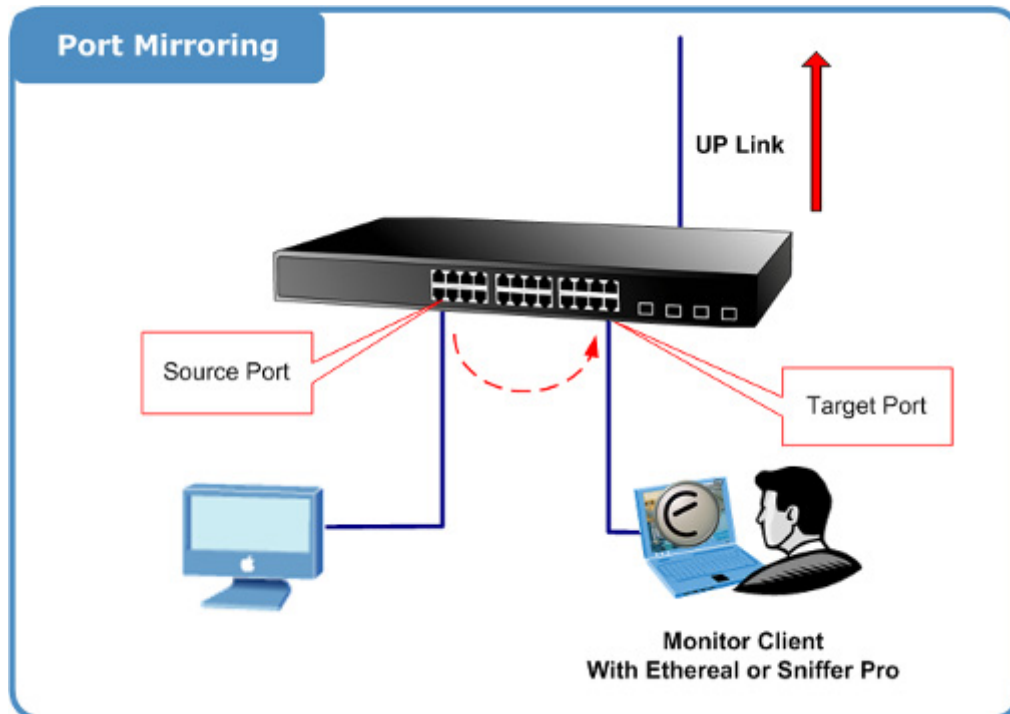 Port Mirroring
UP Link
Source Port
Target Port
Monitor Client
With Ethereal or Sniffer Pro